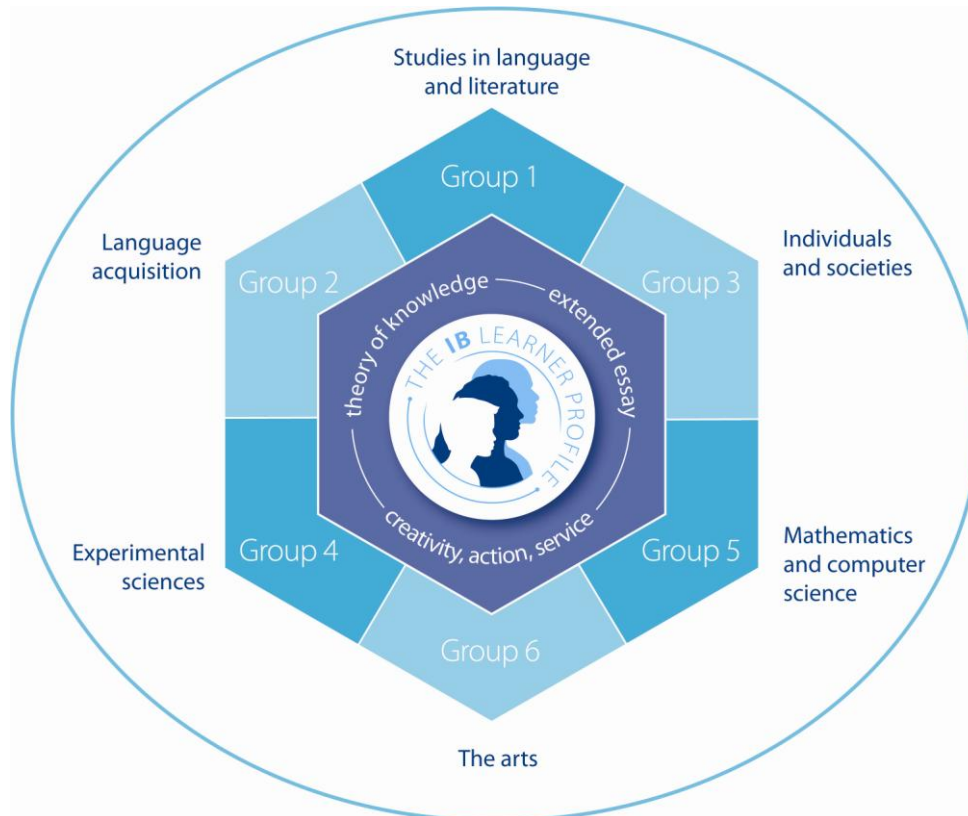 Studies in language
and literature
Group 1
Language
acquisition
Group 2
Group 3
Individuals
and societies
theory of knowledge
extended essay
THE IB LEARNER PROFILE
creativity, action, service
Experimental
sciences
Group 4
Group 5
Mathematics
and computer
science
Group 6
The arts